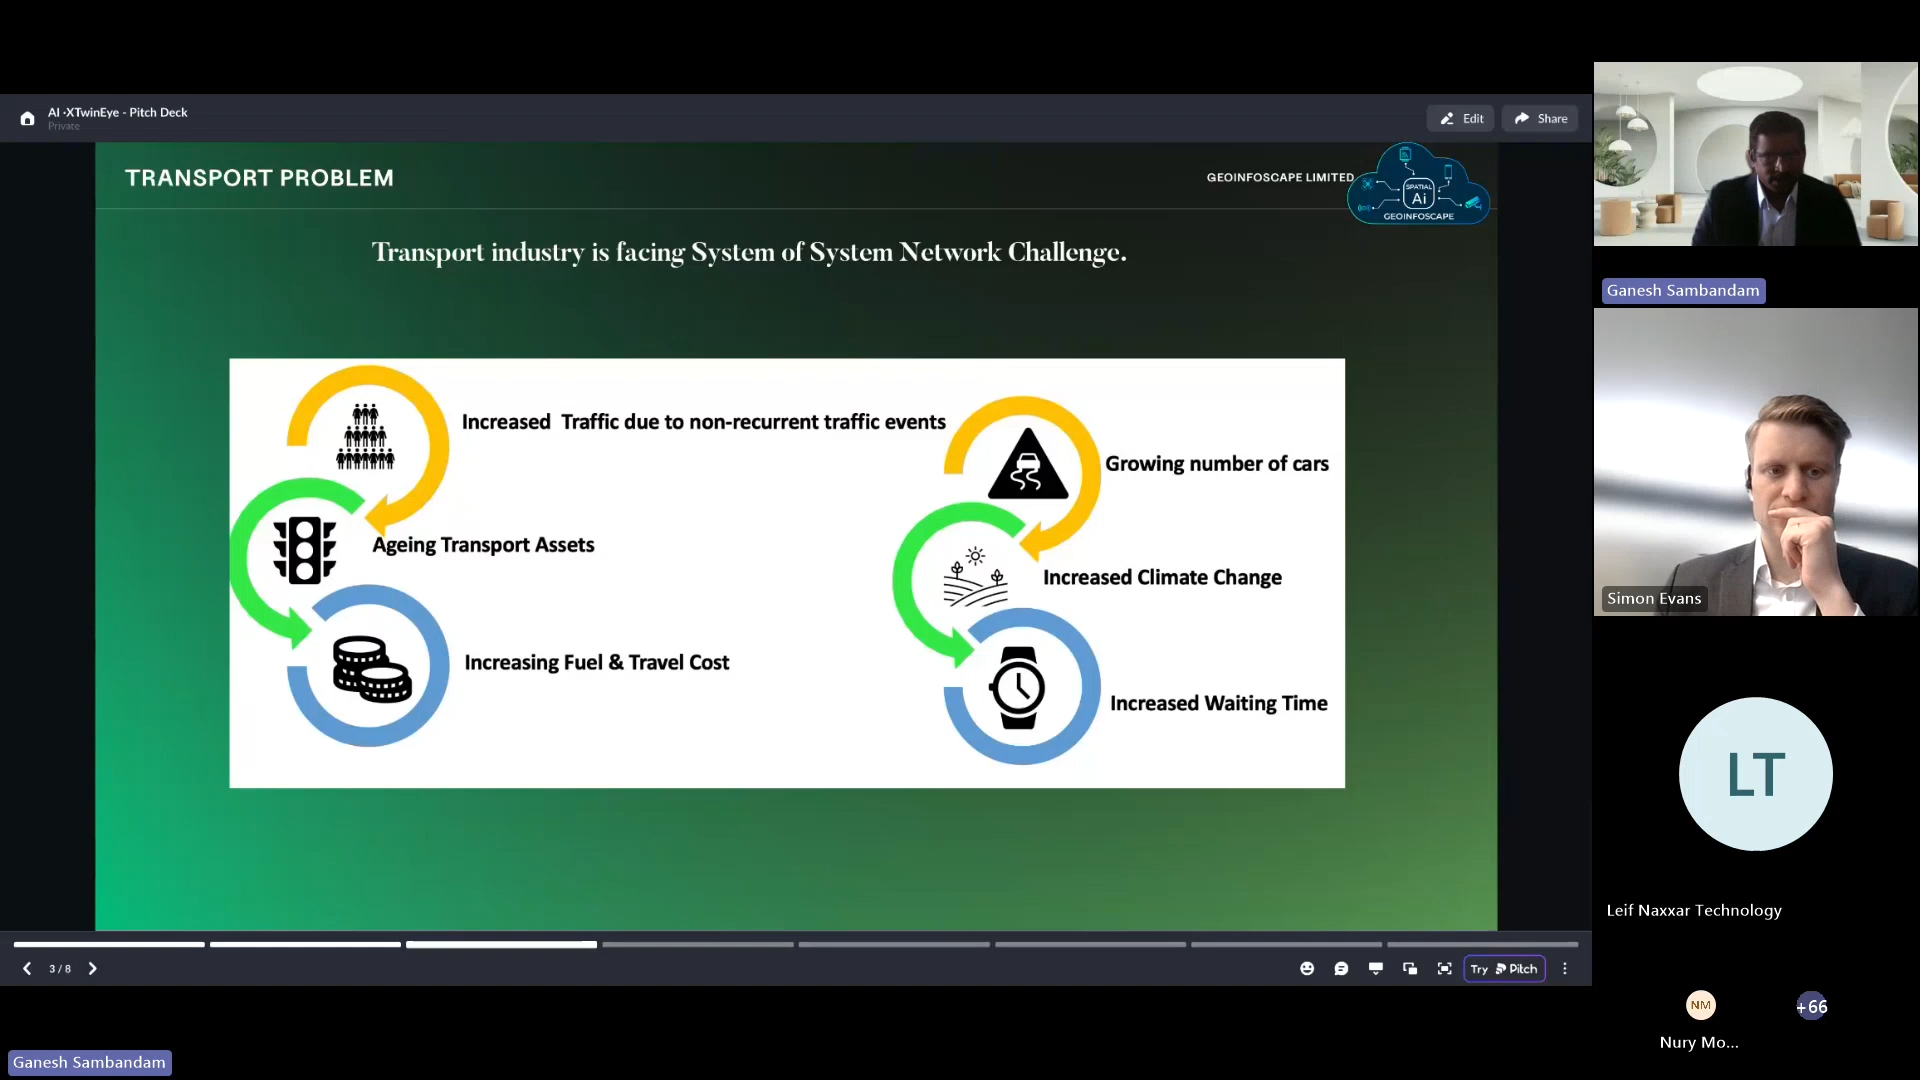 AI -XTwinEye - Pitch Deck
Private
Edit
Share
TRANSPORT PROBLEM
GEOINFOSCAPE LIMITED
SPATIAL
Ai
GEOINFOSCAPE
Transport industry is facing System of System Network Challenge.
Increased Traffic due to non-recurrent traffic events
Growing number of cars
Ageing Transport Assets
Increased Climate Change
Increasing Fuel & Travel Cost
Increased Waiting Time
3 / 8
Try Pitch
Ganesh Sambandam
Simon Evans
LT
Leif Naxxar Technology
NM
+66
Nury Mo...
Ganesh Sambandam